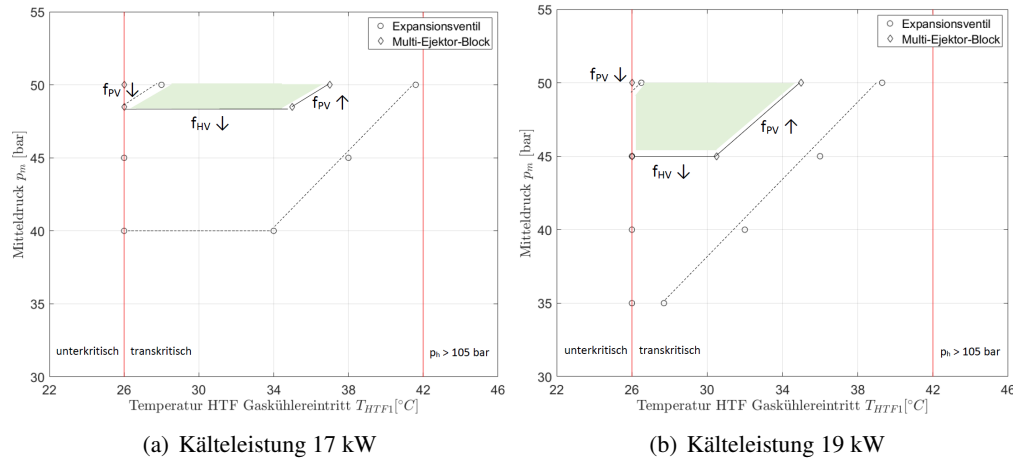 Expansionsventil
Multi-Ejektor-Block
Mitteldruck p_m [bar]
55
50
45
40
35
30
f_PV ↓
f_HV ↓
f_PV ↑
unterkritisch
transkritisch
p_h > 105 bar
22 26 30 34 38 42 46
Temperatur HTF Gaskühlereintritt T_HTF1[°C]
(a) Kälteleistung 17 kW
Expansionsventil
Multi-Ejektor-Block
Mitteldruck p_m [bar]
55
50
45
40
35
30
f_PV ↓
f_PV ↑
f_HV ↓
unterkritisch
transkritisch
p_h > 105 bar
22 26 30 34 38 42 46
Temperatur HTF Gaskühlereintritt T_HTF1[°C]
(b) Kälteleistung 19 kW